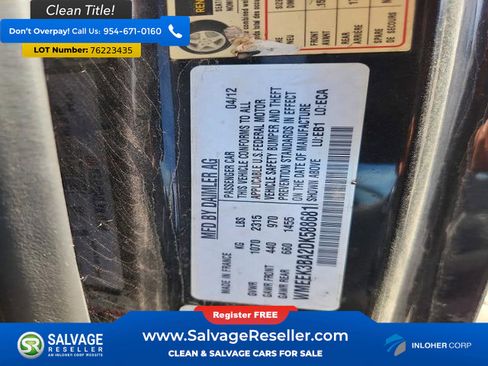 Clean Title!
Don't Overpay! Call Us: 954-671-0160
Lot Number: 76223435
MFD BY DAIMLER AG
MADE IN FRANCE
KG LBS
GVWR 1070 2315
GAWR FRONT 440 970
GAWR REAR 660 1455
WMEEK3BA2DK588681
PASSENGER CAR 04/12
THIS VEHICLE CONFORMS TO ALL
APPLICABLE U.S. FEDERAL MOTOR
VEHICLE SAFETY BUMPER AND THEFT
PREVENTION STANDARDS IN EFFECT
ON THE DATE OF MANUFACTURE
SHOWN ABOVE LU:EB1 LO:ECA
Register FREE
www.SalvageReseller.com
CLEAN & SALVAGE CARS FOR SALE
SALVAGE
RESELLER
AN INLOHER CORP WEBSITE
INLOHER CORP